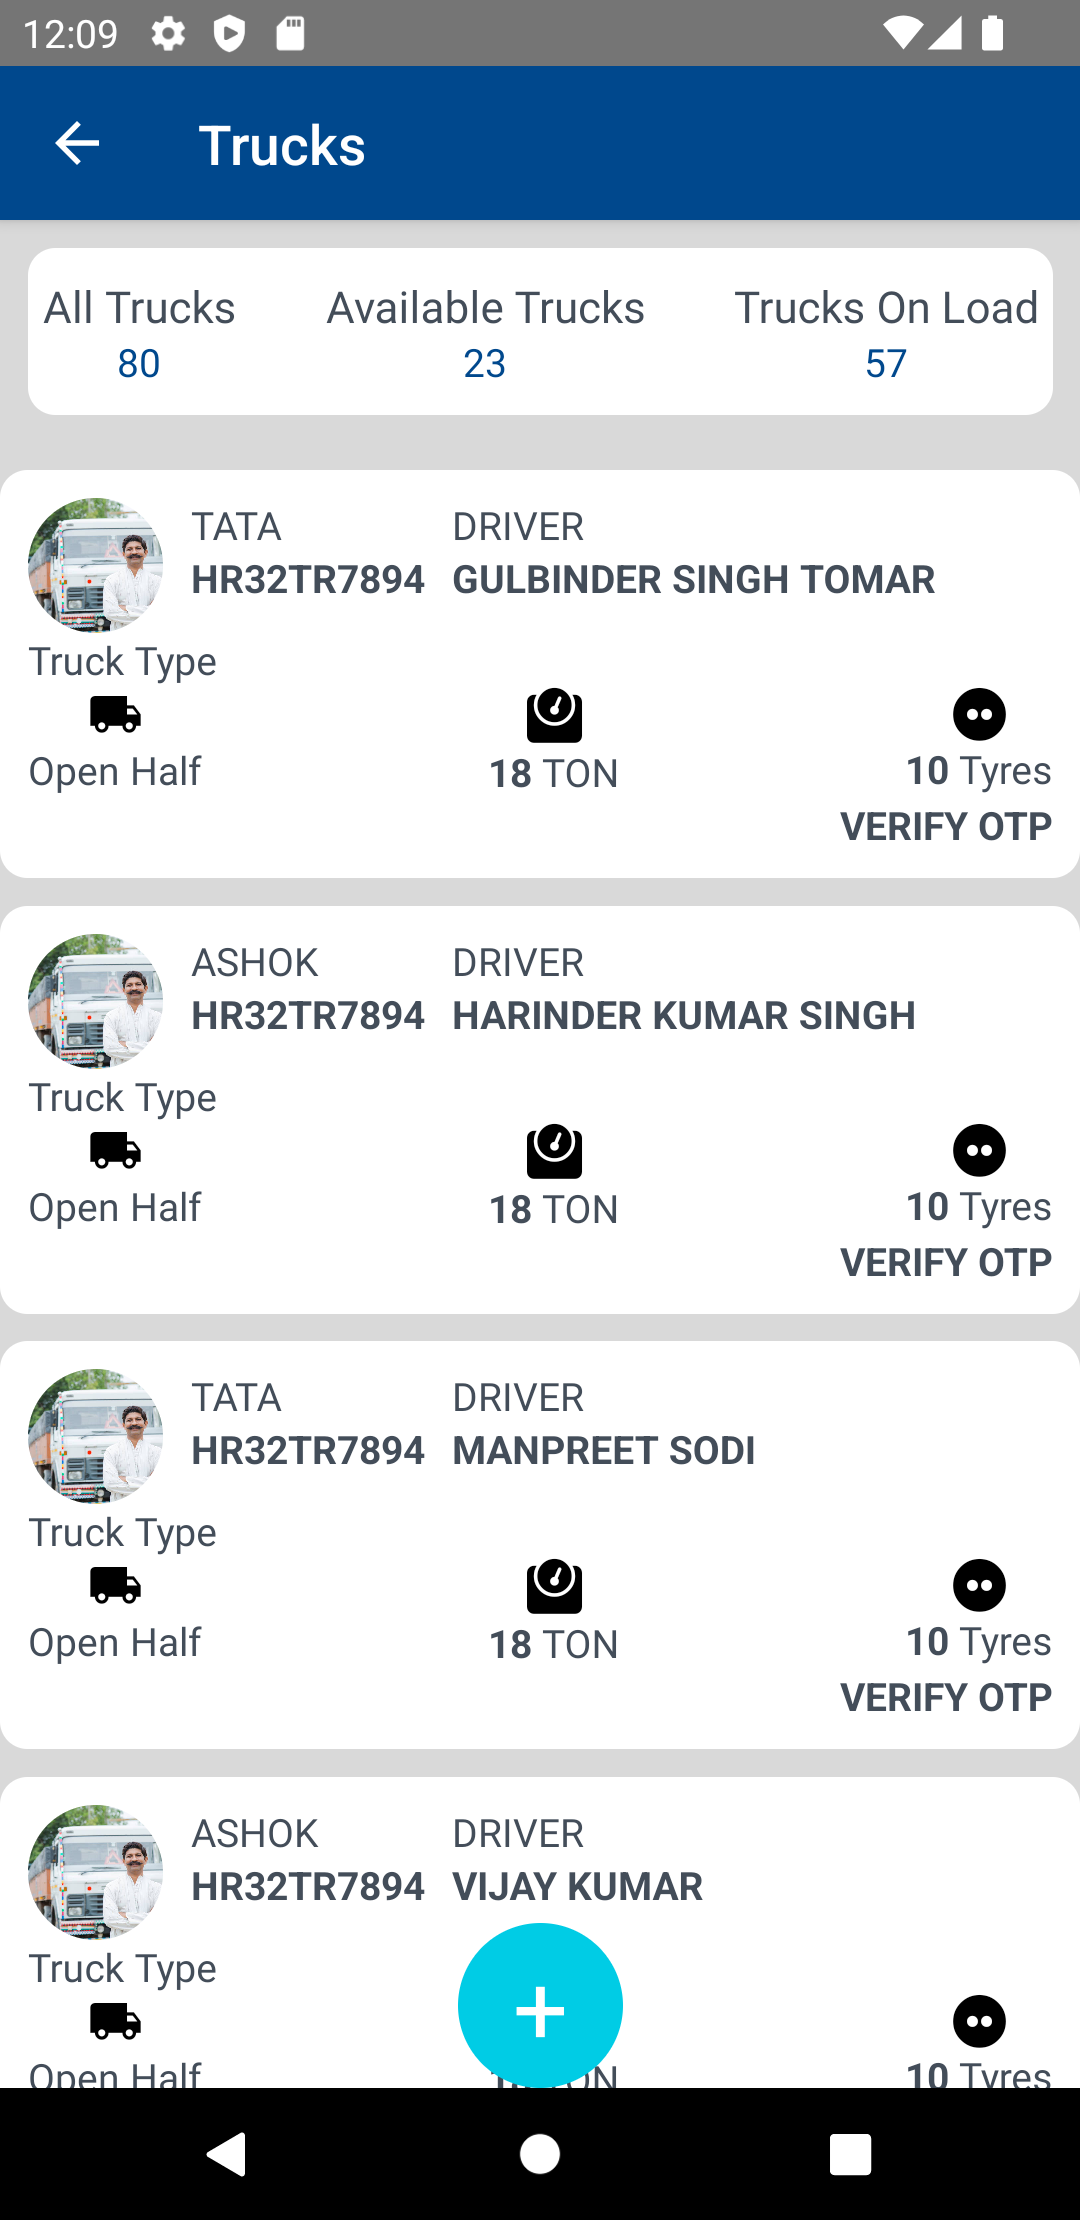 12:09
Trucks
All Trucks Available Trucks Trucks On Load
80 23 57
TATA DRIVER
HR32TR7894 GULBINDER SINGH TOMAR
Truck Type
Open Half 18 TON 10 Tyres
VERIFY OTP
ASHOK DRIVER
HR32TR7894 HARINDER KUMAR SINGH
Truck Type
Open Half 18 TON 10 Tyres
VERIFY OTP
TATA DRIVER
HR32TR7894 MANPREET SODI
Truck Type
Open Half 18 TON 10 Tyres
VERIFY OTP
ASHOK DRIVER
HR32TR7894 VIJAY KUMAR
Truck Type
Open Half 10 Tyres